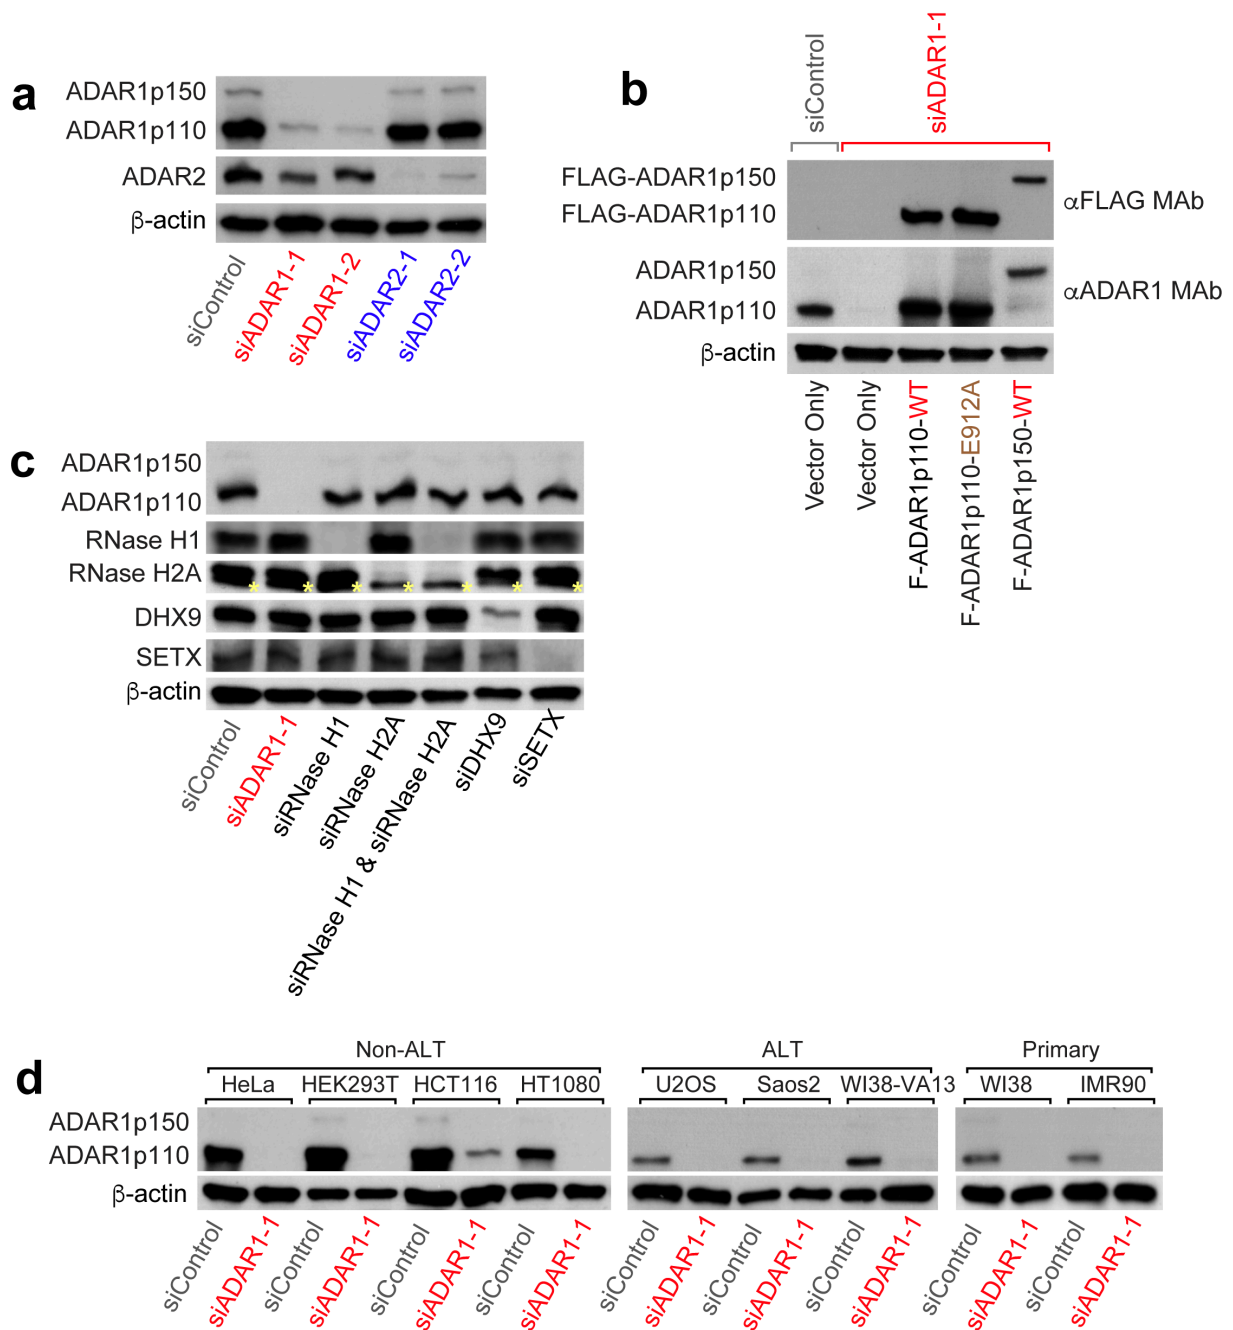 a
ADAR1p150
ADAR1p110
ADAR2
β-actin
siControl
siADAR1-1
siADAR1-2
siADAR2-1
siADAR2-2
b
siControl
siADAR1-1
FLAG-ADAR1p150
FLAG-ADAR1p110
αFLAG MAb
ADAR1p150
ADAR1p110
αADAR1 MAb
β-actin
Vector Only
Vector Only
F-ADAR1p110-WT
F-ADAR1p110-E912A
F-ADAR1p150-WT
c
ADAR1p150
ADAR1p110
RNase H1
RNase H2A
* * * * * * *
DHX9
SETX
β-actin
siControl
siADAR1-1
siRNase H1
siRNase H2A
siRNase H1 & siRNase H2A
siDHX9
siSETX
d
Non-ALT
ALT
Primary
HeLa HEK293T HCT116 HT1080
U2OS Saos2 WI38-VA13
WI38 IMR90
ADAR1p150
ADAR1p110
β-actin
siControl
siADAR1-1
siControl
siADAR1-1
siControl
siADAR1-1
siControl
siADAR1-1
siControl
siADAR1-1
siControl
siADAR1-1
siControl
siADAR1-1
siControl
siADAR1-1
siControl
siADAR1-1